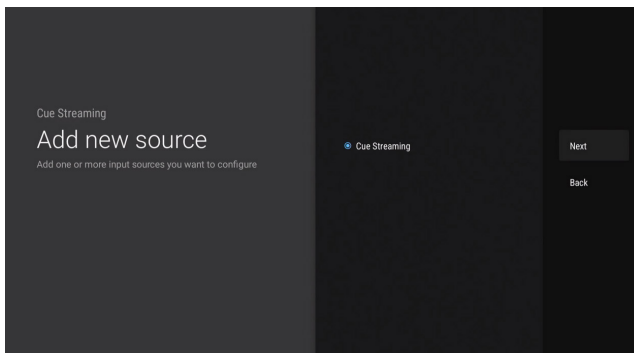 Cue Streaming
Add new source
Add one or more input sources you want to configure
Cue Streaming
Next
Back